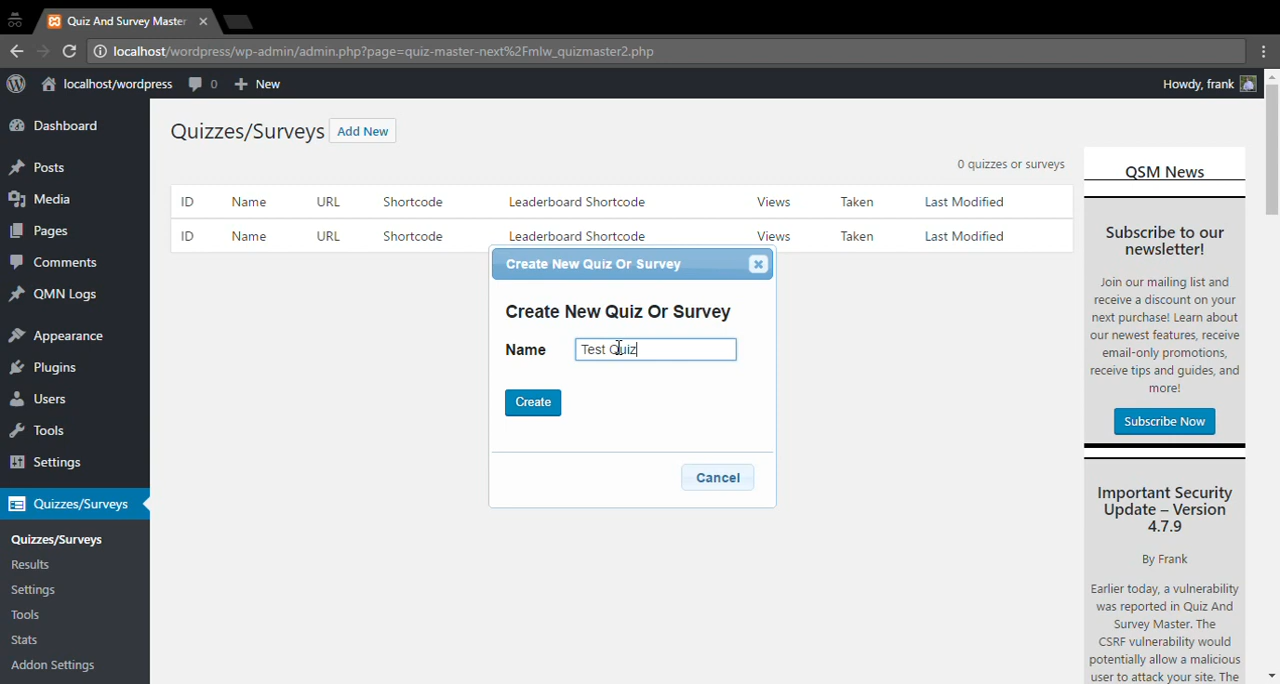 Quiz And Survey Master
localhost/wordpress/wp-admin/admin.php?page=quiz-master-next%2Fmlw_quizmaster2.php
localhost/wordpress 0 New Howdy, frank
Dashboard
Posts
Media
Pages
Comments
QMN Logs
Appearance
Plugins
Users
Tools
Settings
Quizzes/Surveys
Quizzes/Surveys
Results
Settings
Tools
Stats
Addon Settings
Quizzes/Surveys Add New
0 quizzes or surveys
ID Name URL Shortcode Leaderboard Shortcode Views Taken Last Modified
ID Name URL Shortcode Leaderboard Shortcode Views Taken Last Modified
Create New Quiz Or Survey
Create New Quiz Or Survey
Name Test Quiz
Create
Cancel
QSM News
Subscribe to our
newsletter!
Join our mailing list and
receive a discount on your
next purchase! Learn about
our newest features, receive
email-only promotions,
receive tips and guides, and
more!
Subscribe Now
Important Security
Update – Version
4.7.9
By Frank
Earlier today, a vulnerability
was reported in Quiz And
Survey Master. The
CSRF vulnerability would
potentially allow a malicious
user to attack your site. The